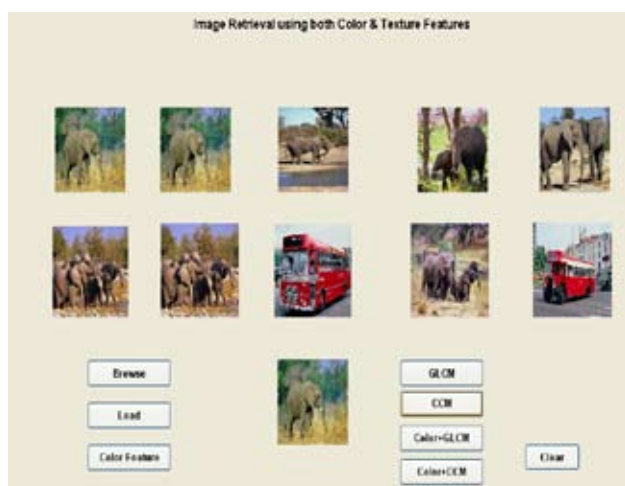 Image Retrieval using both Color & Texture Features
Browse
GLCM
CCM
Load
Color+GLCM
Color Feature
Clear
Color+CCM